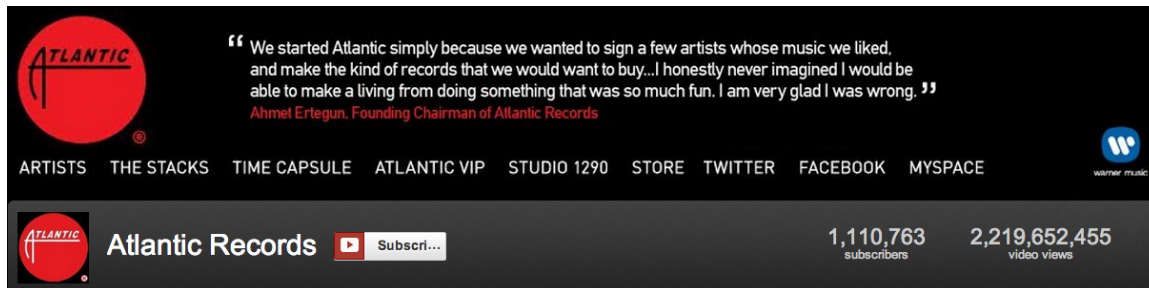 ATLANTIC
®
“ We started Atlantic simply because we wanted to sign a few artists whose music we liked,
and make the kind of records that we would want to buy...I honestly never imagined I would be
able to make a living from doing something that was so much fun. I am very glad I was wrong. ”
Ahmet Ertegun, Founding Chairman of Atlantic Records
ARTISTS THE STACKS TIME CAPSULE ATLANTIC VIP STUDIO 1290 STORE TWITTER FACEBOOK MYSPACE
warner music
ATLANTIC
Atlantic Records Subscri... 1,110,763 2,219,652,455
subscribers video views